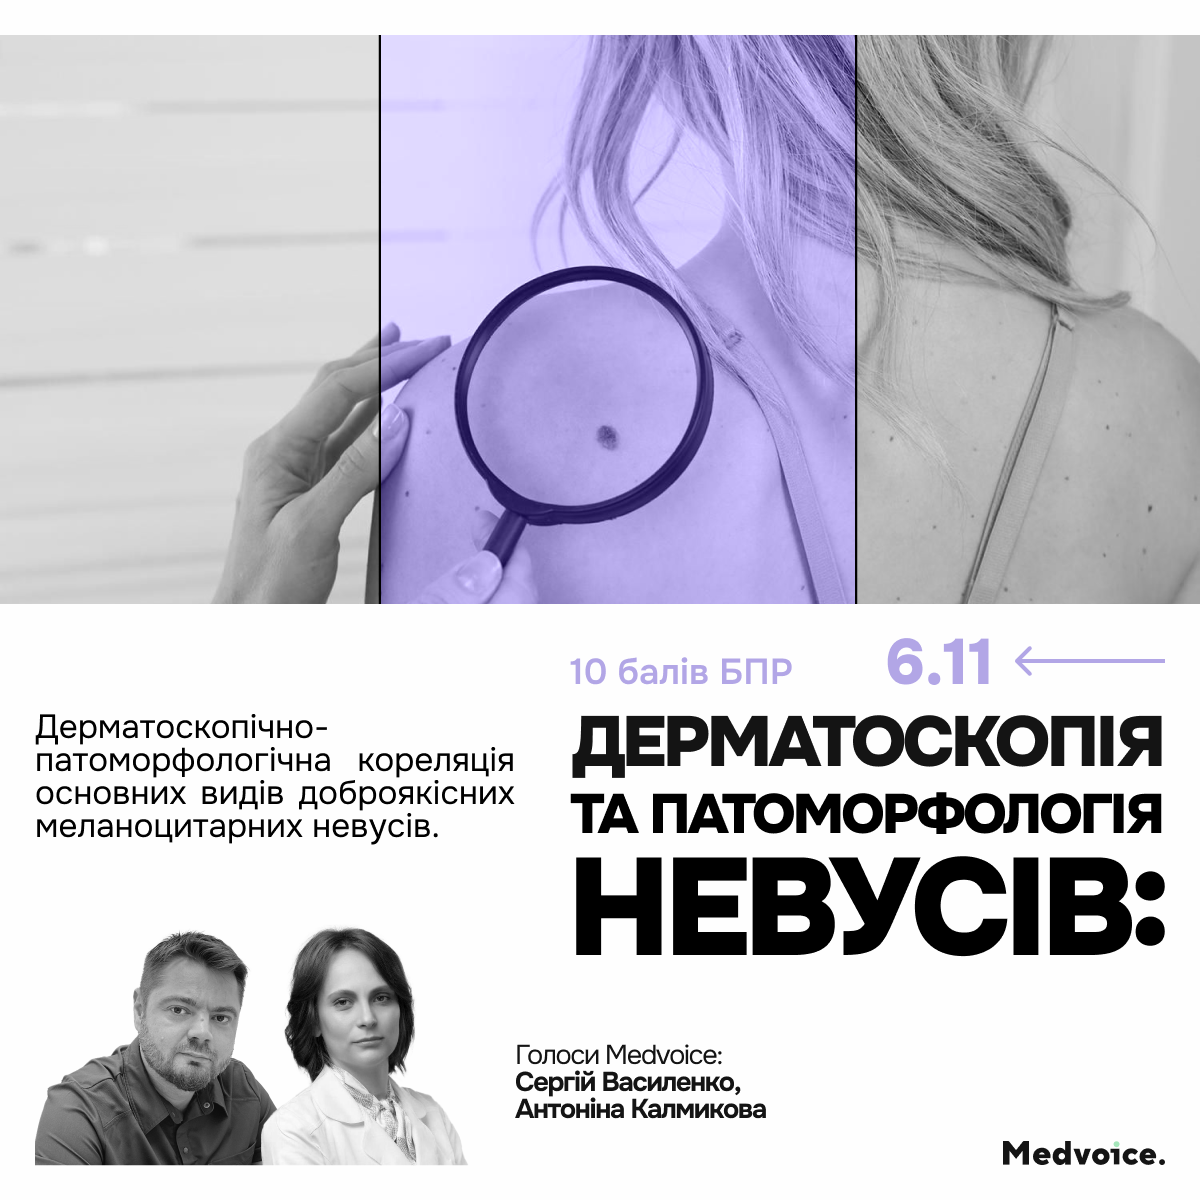 10 балів БПР
6.11
ДЕРМАТОСКОПІЯ
ТА ПАТОМОРФОЛОГІЯ
НЕВУСІВ:
Дерматоскопічно-
патоморфологічна кореляція
основних видів доброякісних
меланоцитарних невусів.
Голоси Medvoice:
Сергій Василенко,
Антоніна Калмикова
Medvoice.